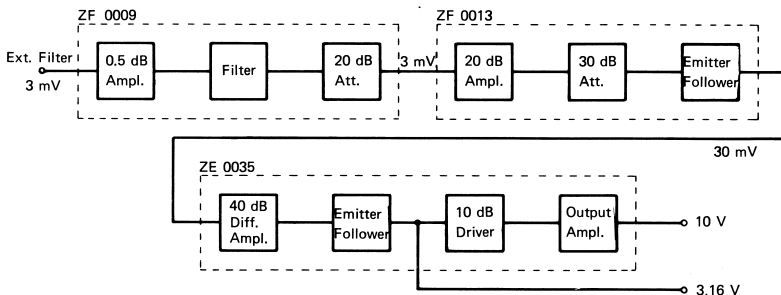 ZF 0009
ZF 0013
Ext. Filter
3 mV
0.5 dB
Ampl.
Filter
20 dB
Att.
3 mV
20 dB
Ampl.
30 dB
Att.
Emitter
Follower
30 mV
ZE 0035
40 dB
Diff.
Ampl.
Emitter
Follower
10 dB
Driver
Output
Ampl.
10 V
3.16 V